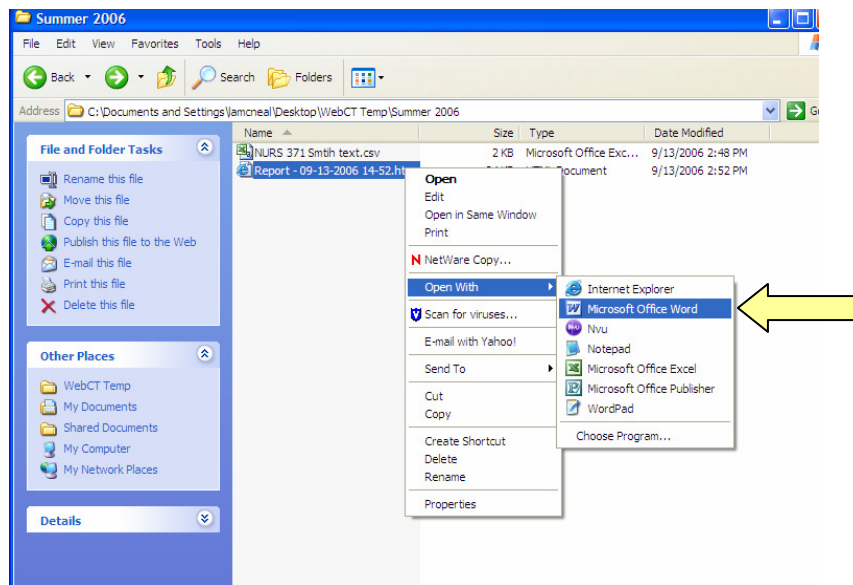 Summer 2006
File Edit View Favorites Tools Help
Back Search Folders
Address C:\Documents and Settings\lamcneal\Desktop\WebCT Temp\Summer 2006
File and Folder Tasks
Rename this file
Move this file
Copy this file
Publish this file to the Web
E-mail this file
Print this file
Delete this file
Other Places
WebCT Temp
My Documents
Shared Documents
My Computer
My Network Places
Details
Name Size Type Date Modified
NURS 371 Smtih text.csv 2 KB Microsoft Office Exc... 9/13/2006 2:48 PM
Report - 09-13-2006 14-52.ht 9/13/2006 2:52 PM
Open
Edit
Open in Same Window
Print
NetWare Copy...
Open With
Scan for viruses...
E-mail with Yahoo!
Send To
Cut
Copy
Create Shortcut
Delete
Rename
Properties
Internet Explorer
Microsoft Office Word
Nvu
Notepad
Microsoft Office Excel
Microsoft Office Publisher
WordPad
Choose Program...